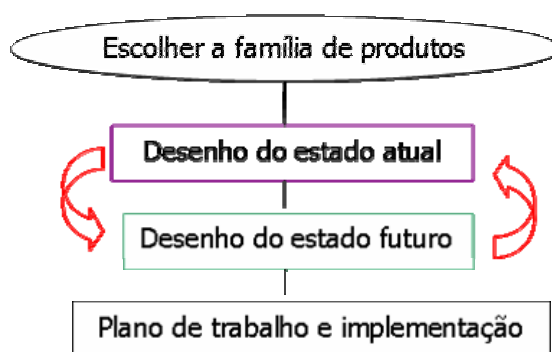 Escolher a família de produtos
Desenho do estado atual
Desenho do estado futuro
Plano de trabalho e implementação